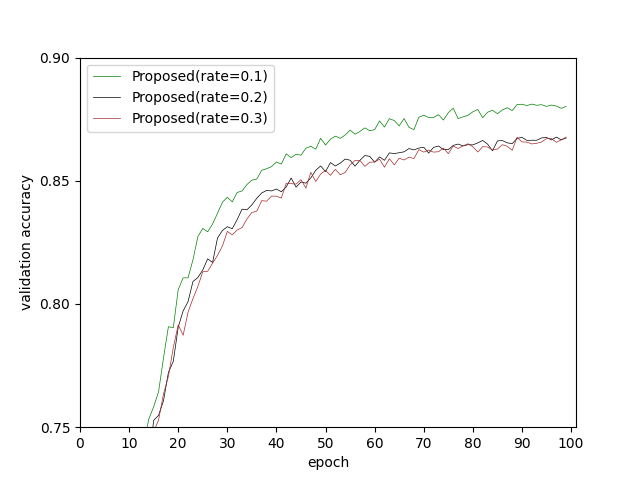 0.90
0.85
0.80
0.75
validation accuracy
Proposed(rate=0.1)
Proposed(rate=0.2)
Proposed(rate=0.3)
0 10 20 30 40 50 60 70 80 90 100
epoch